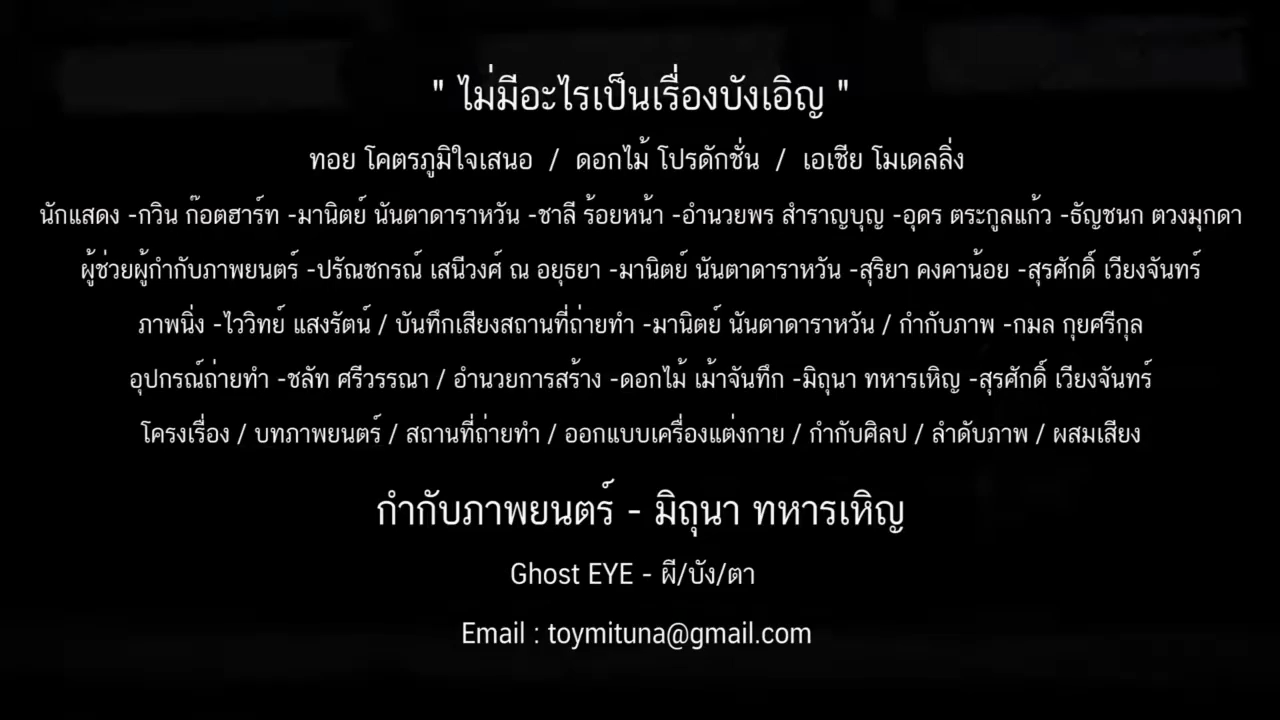 " ไม่มีอะไรเป็นเรื่องบังเอิญ "
ทอย โคตรภูมิใจเสนอ / ดอกไม้ โปรดักชั่น / เอเชีย โมเดลลิ่ง
นักแสดง -กวิน ก๊อตฮาร์ท -มานิตย์ นันตาดาราหวัน -ชาลี ร้อยหน้า -อำนวยพร สำราญบุญ -อุดร ตระกูลแก้ว -ธัญชนก ตวงมุกดา
ผู้ช่วยผู้กำกับภาพยนตร์ -ปรัณชกรณ์ เสนีวงศ์ ณ อยุธยา -มานิตย์ นันตาดาราหวัน -สุริยา คงคาน้อย -สุรศักดิ์ เวียงจันทร์
ภาพนิ่ง -ไววิทย์ แสงรัตน์ / บันทึกเสียงสถานที่ถ่ายทำ -มานิตย์ นันตาดาราหวัน / กำกับภาพ -กมล กุยศรีกุล
อุปกรณ์ถ่ายทำ -ชลัท ศรีวรรณา / อำนวยการสร้าง -ดอกไม้ เม้าจันทึก -มิถุนา ทหารเหิญ -สุรศักดิ์ เวียงจันทร์
โครงเรื่อง / บทภาพยนตร์ / สถานที่ถ่ายทำ / ออกแบบเครื่องแต่งกาย / กำกับศิลป / ลำดับภาพ / ผสมเสียง
กำกับภาพยนตร์ - มิถุนา ทหารเหิญ
Ghost EYE - ผี/บัง/ตา
Email : toymituna@gmail.com